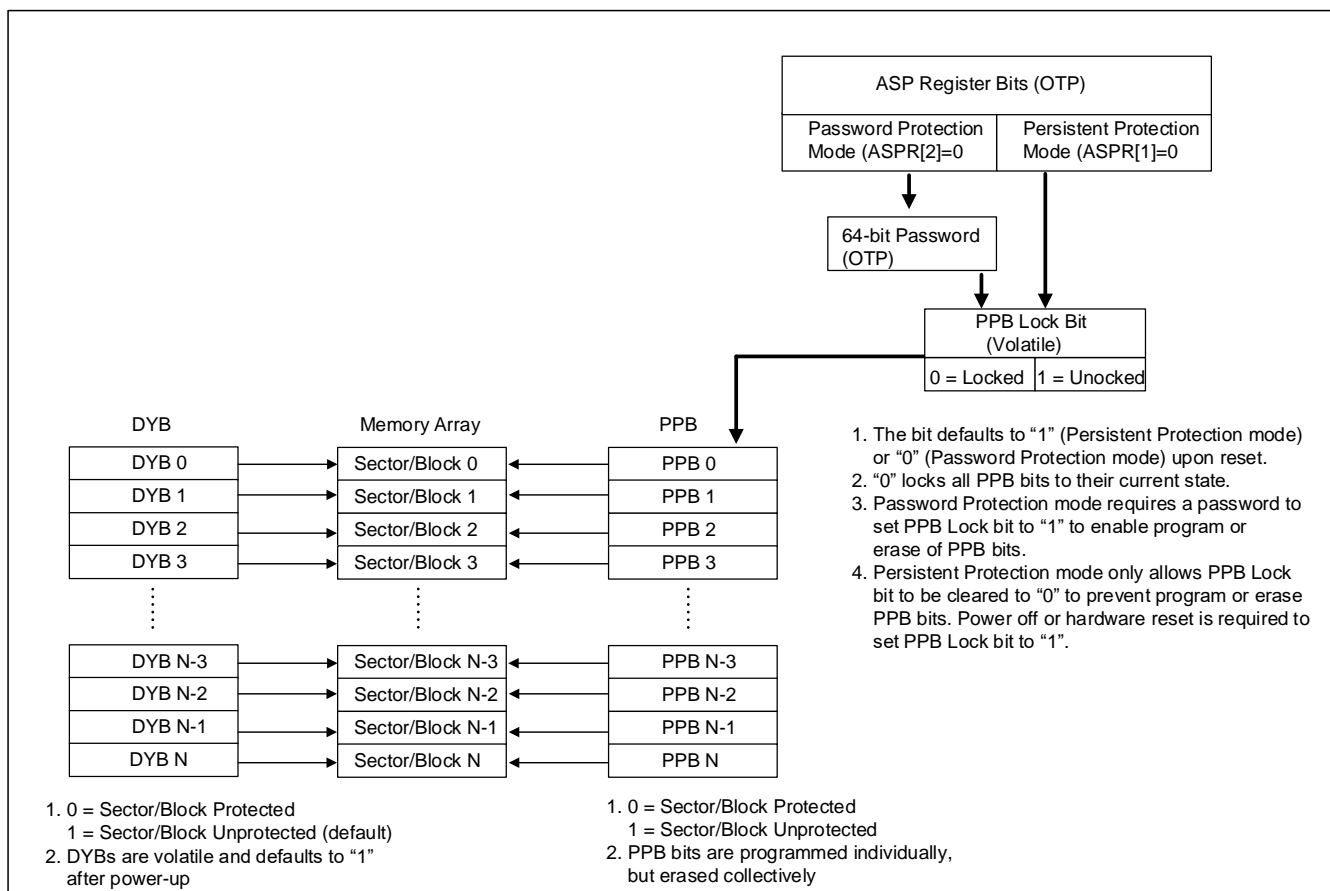 ASP Register Bits (OTP)
Password Protection
Mode (ASPR[2]=0
Persistent Protection
Mode (ASPR[1]=0
64-bit Password
(OTP)
PPB Lock Bit
(Volatile)
0 = Locked
1 = Unocked
1. The bit defaults to “1” (Persistent Protection mode)
or “0” (Password Protection mode) upon reset.
2. “0” locks all PPB bits to their current state.
3. Password Protection mode requires a password to
set PPB Lock bit to “1” to enable program or
erase of PPB bits.
4. Persistent Protection mode only allows PPB Lock
bit to be cleared to “0” to prevent program or erase
PPB bits. Power off or hardware reset is required to
set PPB Lock bit to “1”.
DYB
Memory Array
PPB
DYB 0
Sector/Block 0
PPB 0
DYB 1
Sector/Block 1
PPB 1
DYB 2
Sector/Block 2
PPB 2
DYB 3
Sector/Block 3
PPB 3
DYB N-3
Sector/Block N-3
PPB N-3
DYB N-2
Sector/Block N-2
PPB N-2
DYB N-1
Sector/Block N-1
PPB N-1
DYB N
Sector/Block N
PPB N
1. 0 = Sector/Block Protected
1 = Sector/Block Unprotected (default)
2. DYBs are volatile and defaults to “1”
after power-up
1. 0 = Sector/Block Protected
1 = Sector/Block Unprotected
2. PPB bits are programmed individually,
but erased collectively